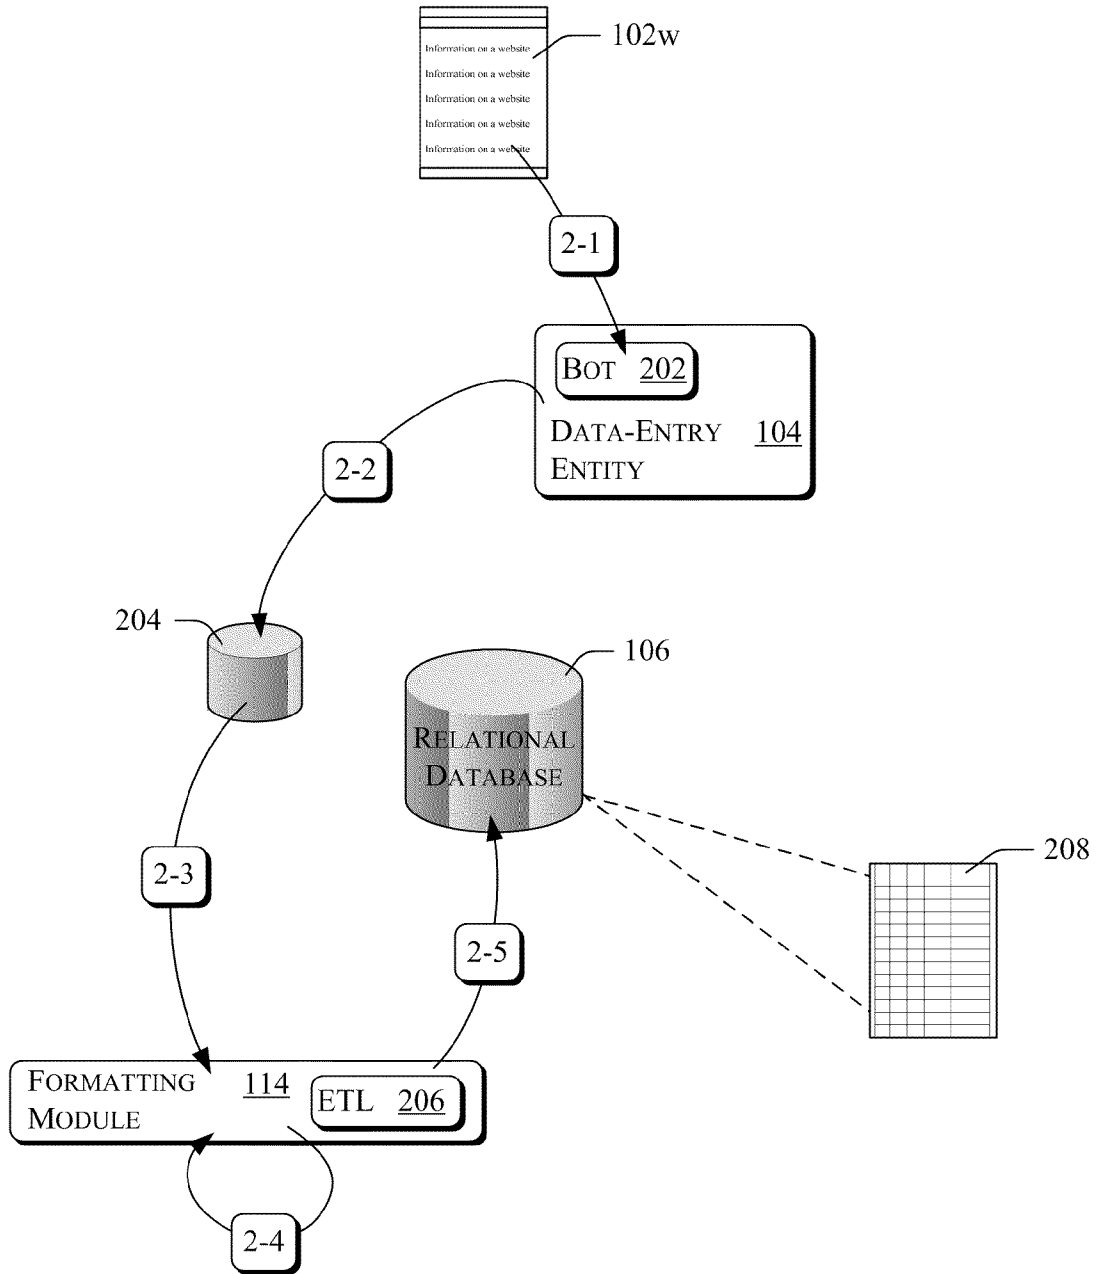 102w
Information on a website
Information on a website
Information on a website
Information on a website
Information on a website
2-1
BOT 202
DATA-ENTRY 104
ENTITY
2-2
204
106
RELATIONAL
DATABASE
208
2-3
2-5
FORMATTING 114
MODULE
ETL 206
2-4